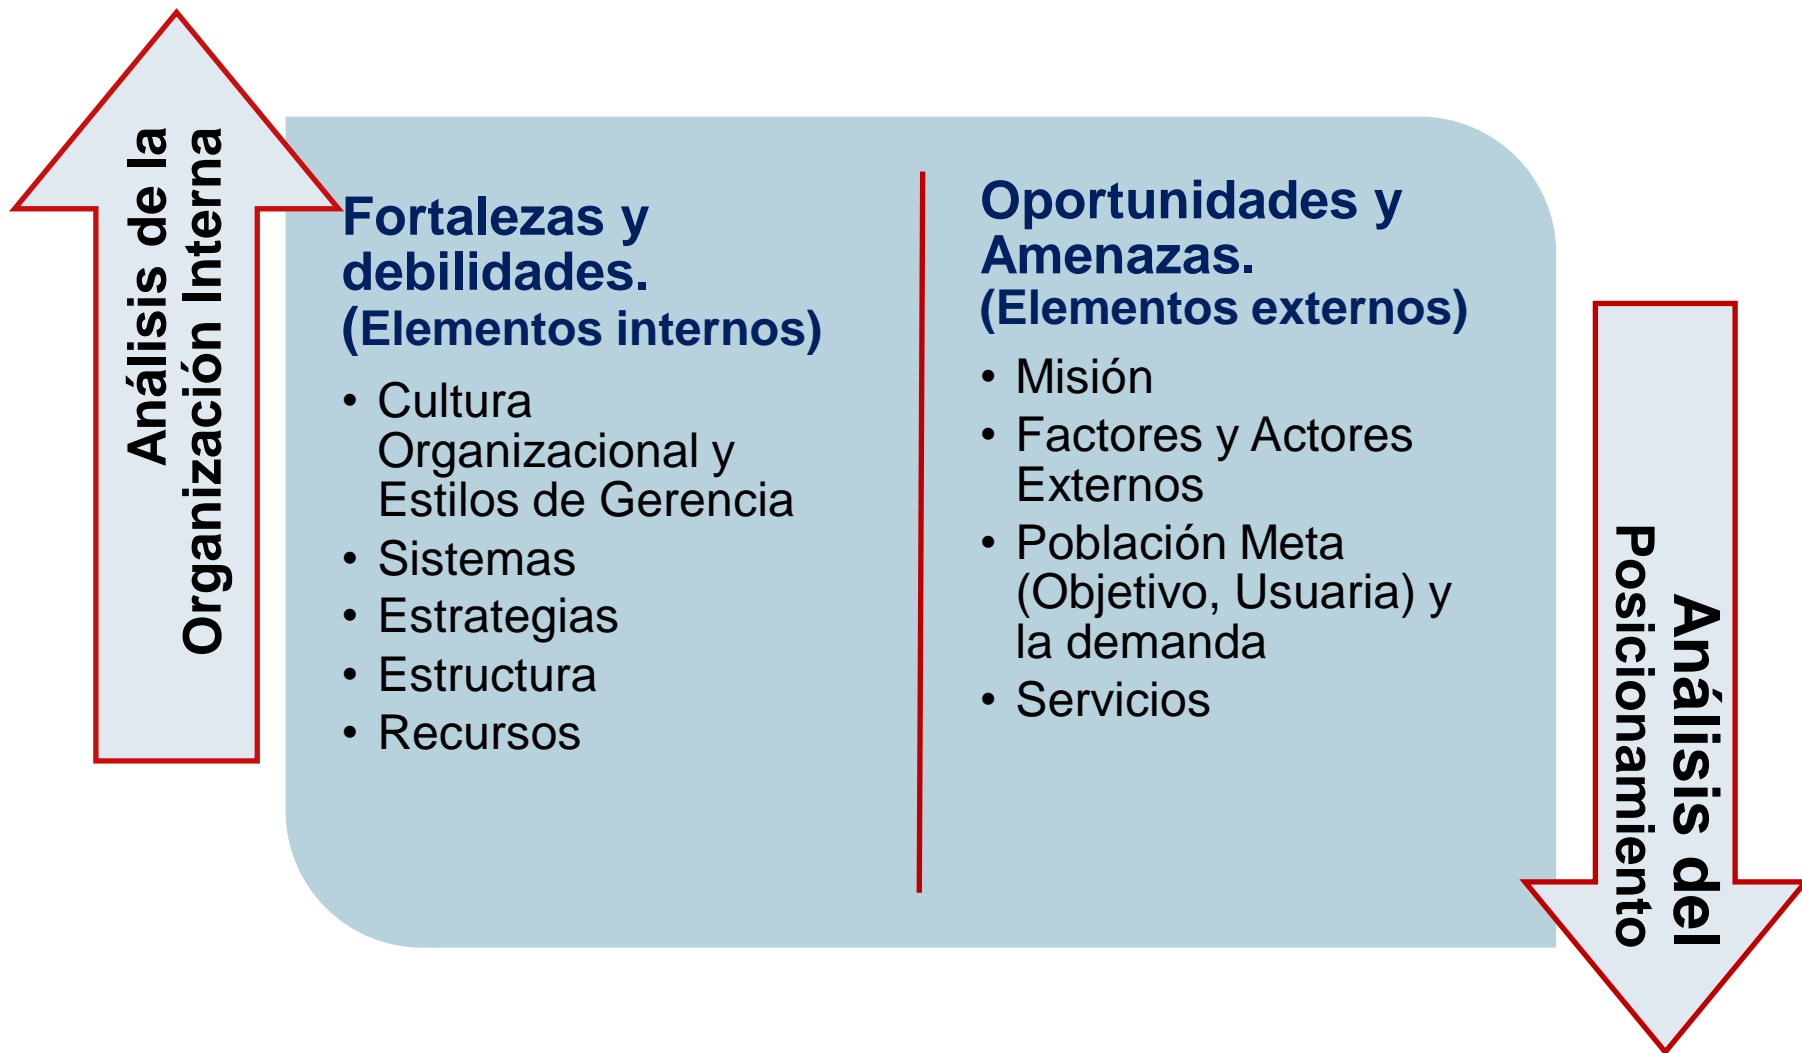 Análisis de la
Organización Interna
Fortalezas y
debilidades.
(Elementos internos)
• Cultura
Organizacional y
Estilos de Gerencia
• Sistemas
• Estrategias
• Estructura
• Recursos
Oportunidades y
Amenazas.
(Elementos externos)
• Misión
• Factores y Actores
Externos
• Población Meta
(Objetivo, Usuaria) y
la demanda
• Servicios
Análisis del
Posicionamiento